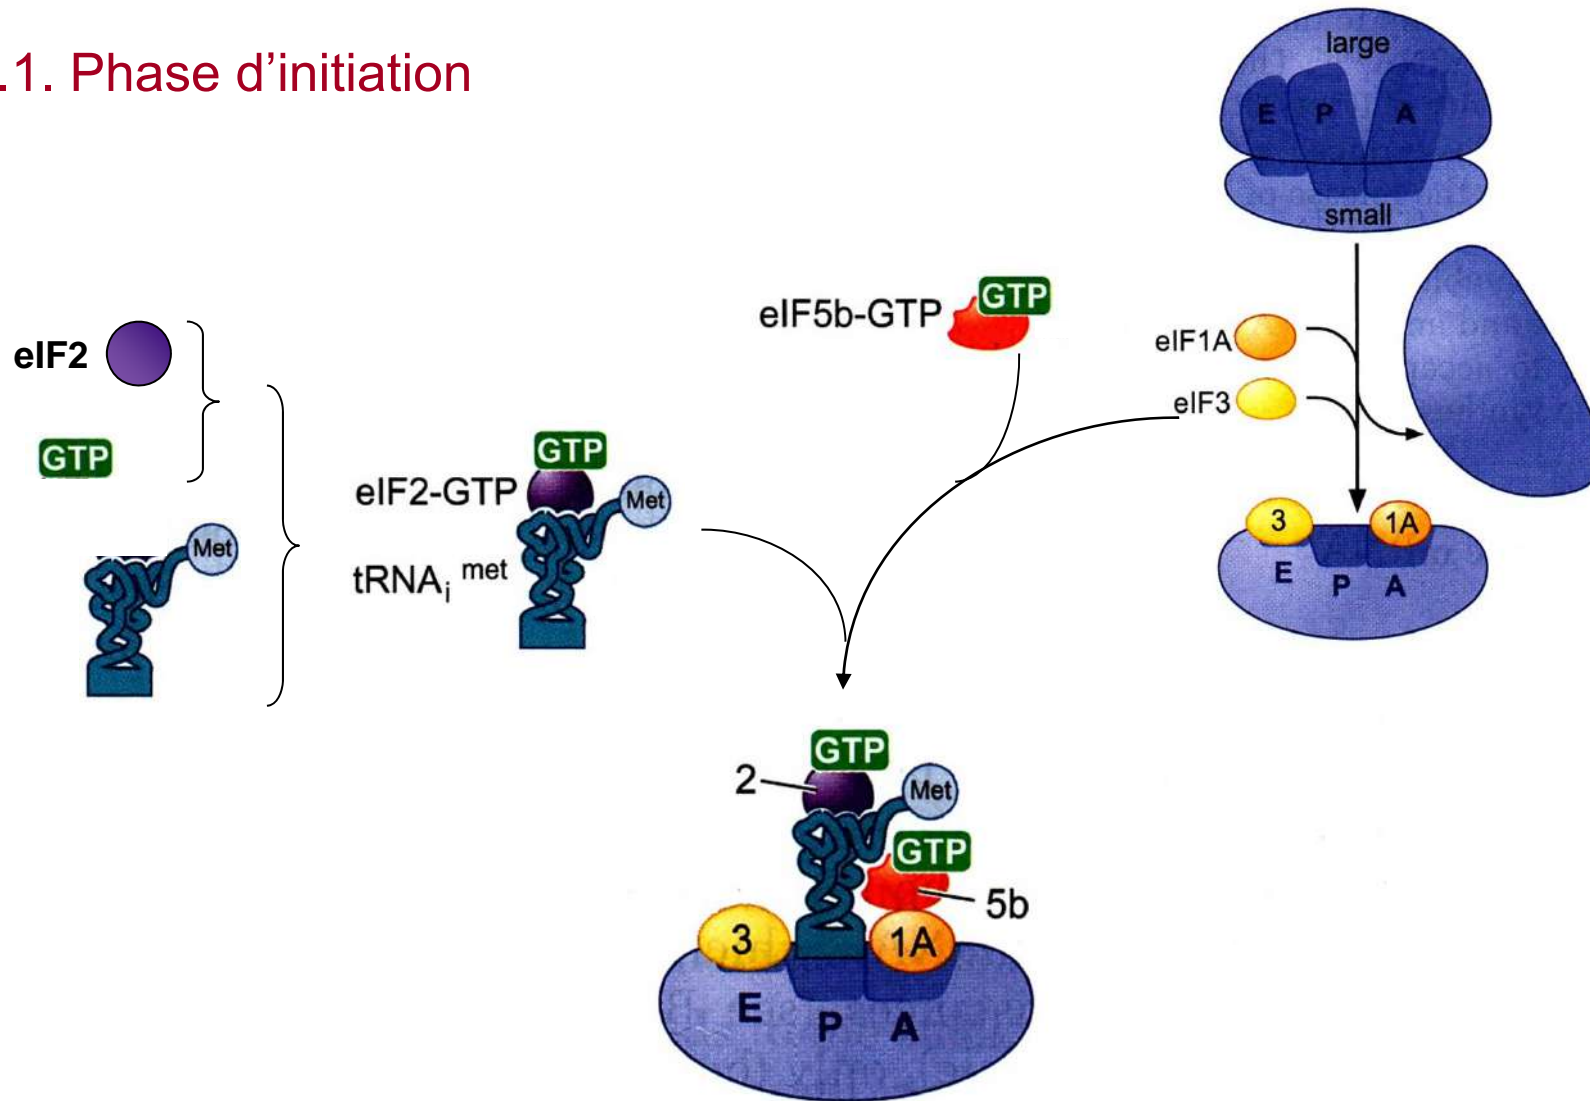 .1. Phase d’initiation
large
E P A
small
eIF5b-GTP
GTP
eIF2
eIF1A
eIF3
GTP
GTP
eIF2-GTP
Met
Met
tRNAi met
3
1A
E P A
GTP
2
Met
GTP
5b
3
1A
E P A